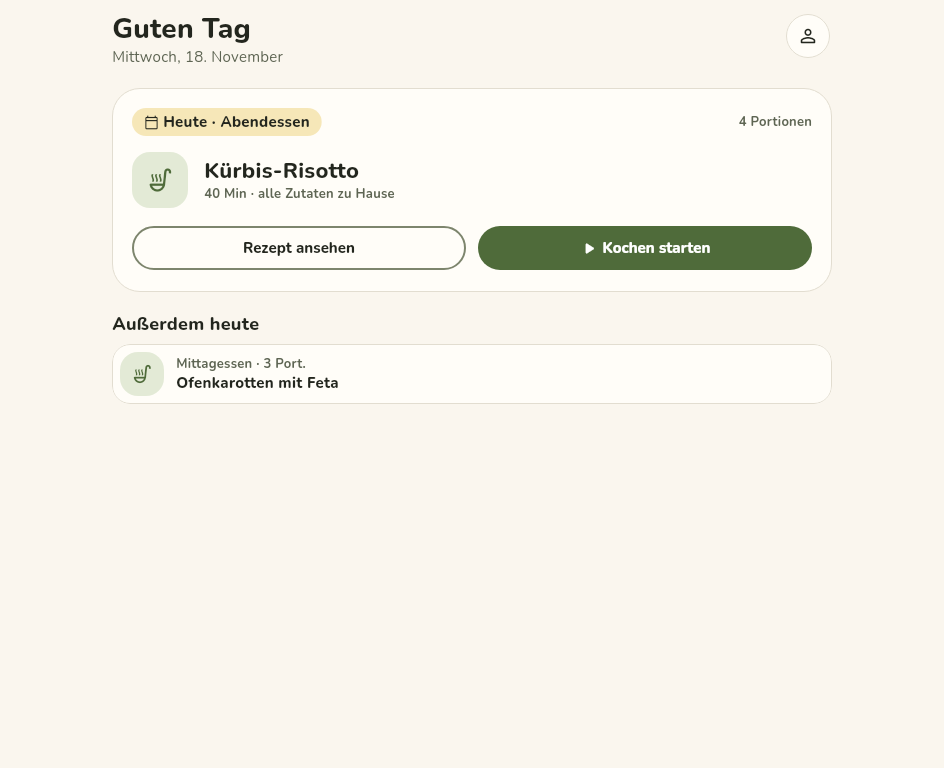 Guten Tag
Mittwoch, 18. November
Heute · Abendessen
4 Portionen
Kürbis-Risotto
40 Min · alle Zutaten zu Hause
Rezept ansehen
Kochen starten
Außerdem heute
Mittagessen · 3 Port.
Ofenkarotten mit Feta